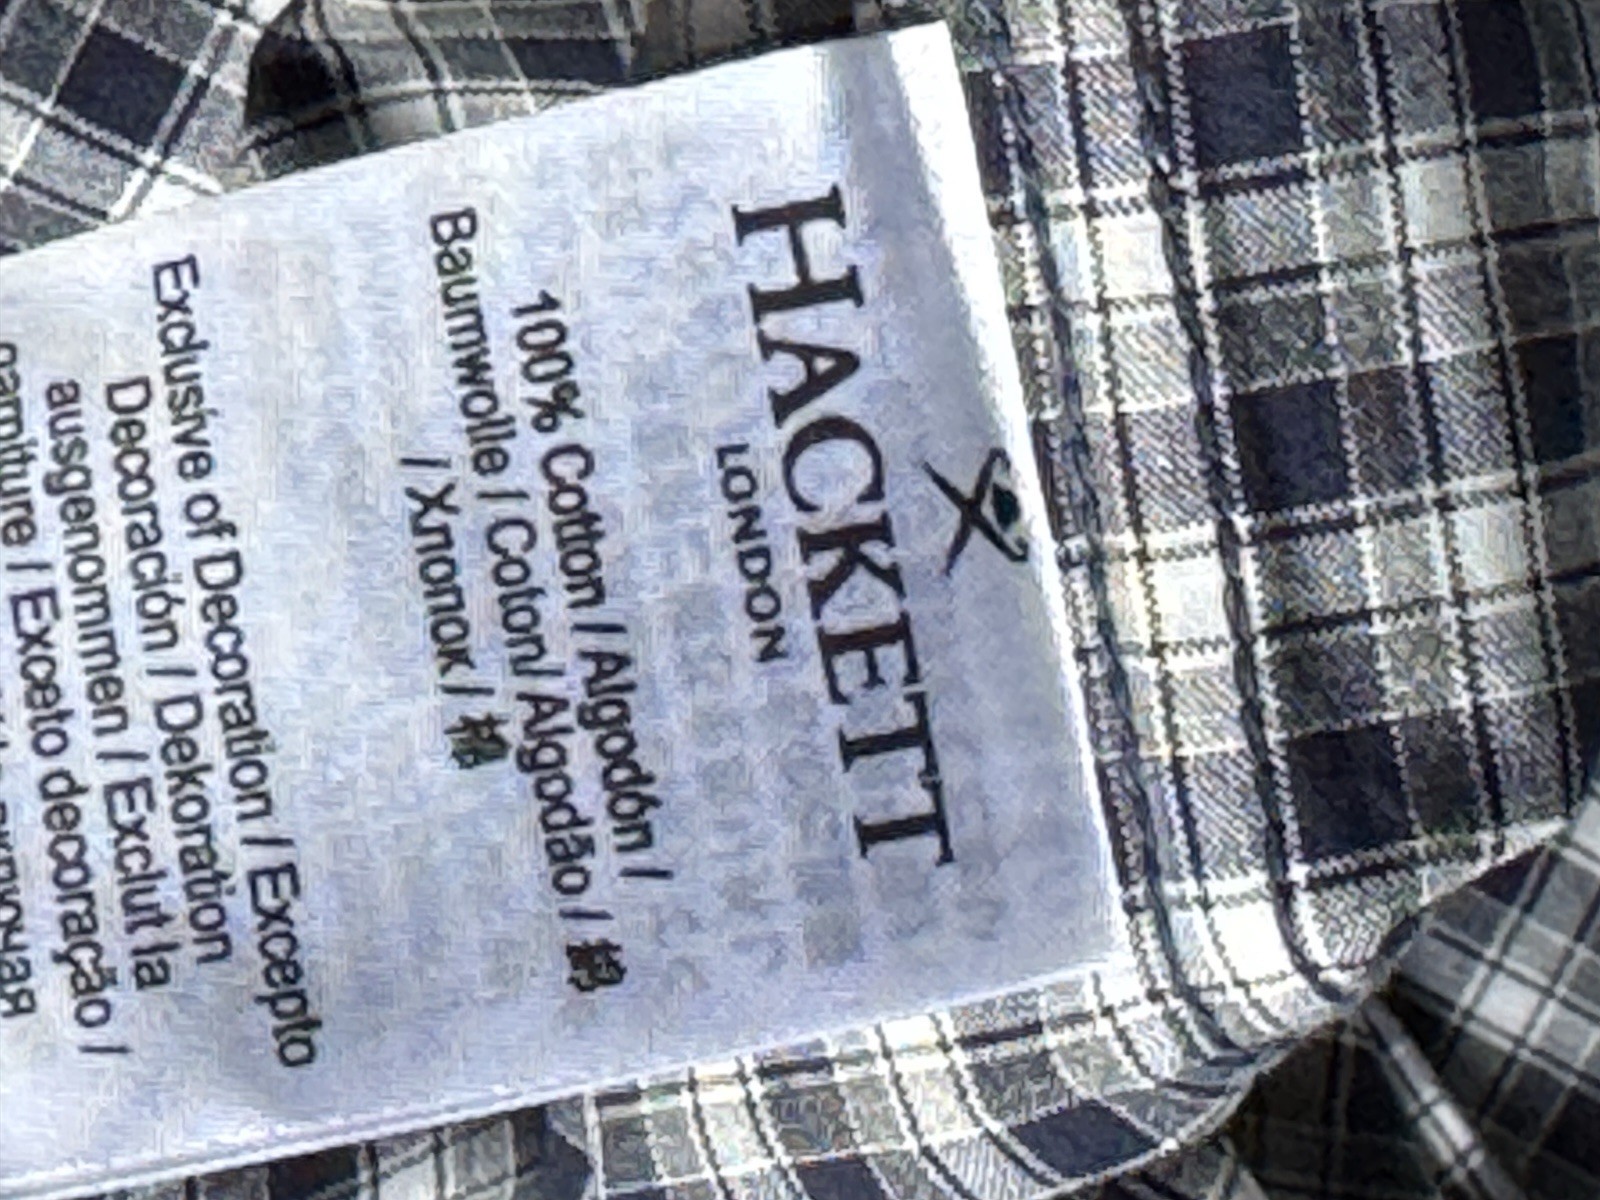 HACKETT
LONDON
100% Cotton / Algodón /
Baumwolle / Coton/ Algodão / 棉
/ Хлопок / 棉
Exclusive of Decoration / Excepto
Decoración / Dekoration
ausgenommen / Exclut la
garniture / Exceto decoração /